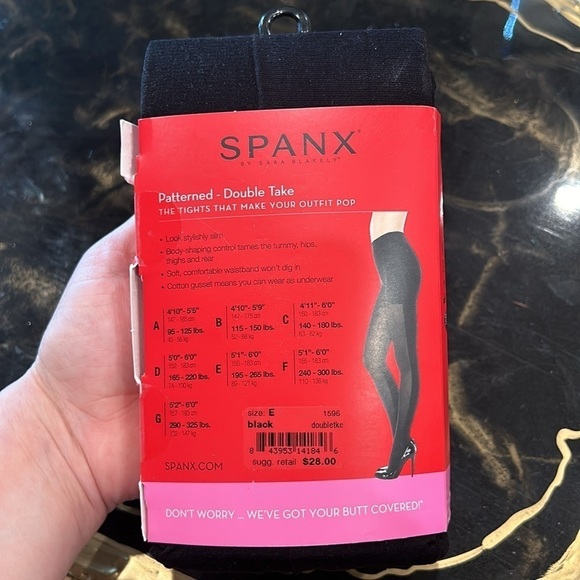 SPANX®
BY SARA BLAKELY®
Patterned - Double Take
THE TIGHTS THAT MAKE YOUR OUTFIT POP
• Look stylishly slim
• Body-shaping control tames the tummy, hips,
thighs and rear
• Soft, comfortable waistband won't dig in
• Cotton gusset means you can wear as underwear
A 4'10"- 5'5" B 4'10"- 5'9" C 4'11"- 6'0"
95 - 125 lbs. 115 - 150 lbs. 140 - 180 lbs.
D 5'0"- 6'0" E 5'1"- 6'0" F 5'1"- 6'0"
165 - 220 lbs. 195 - 265 lbs. 240 - 300 lbs.
G 5'2"- 6'0"
290 - 325 lbs.
size: E 1596
black doubletke
8 43953 14184 6
sugg. retail $28.00
SPANX.COM
DON'T WORRY ... WE'VE GOT YOUR BUTT COVERED!®